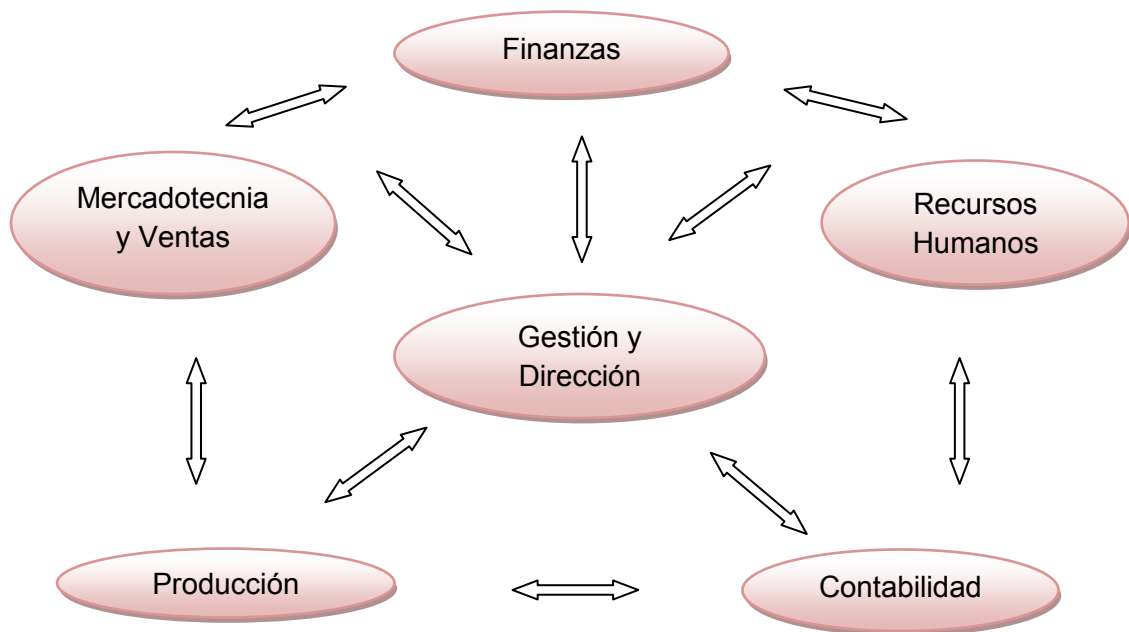 Finanzas
Mercadotecnia
y Ventas
Recursos
Humanos
Gestión y
Dirección
Producción
Contabilidad